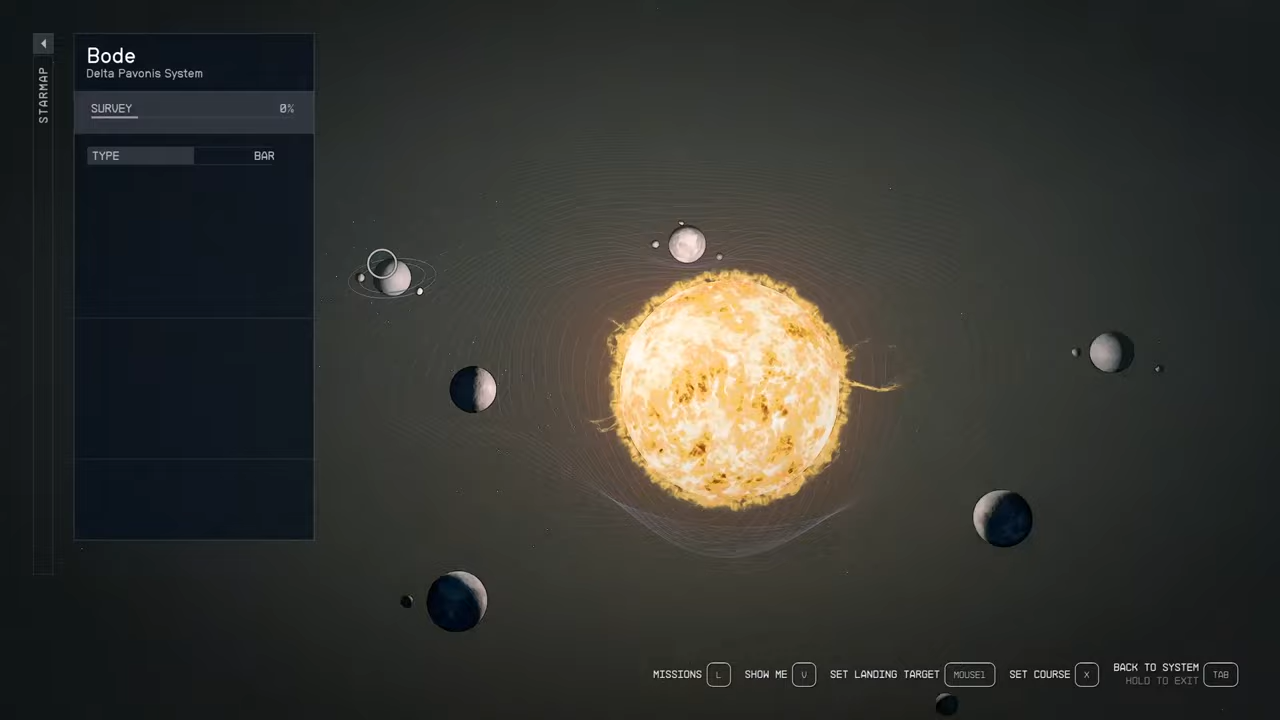 STARMAP
Bode
Delta Pavonis System
SURVEY 0%
TYPE BAR
MISSIONS L SHOW ME V SET LANDING TARGET MOUSE1 SET COURSE X BACK TO SYSTEM TAB
HOLD TO EXIT